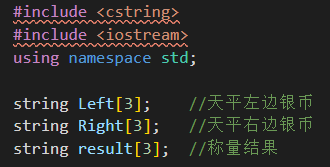 #include <cstring>
#include <iostream>
using namespace std;
string Left[3];    //天平左边银币
string Right[3];   //天平右边银币
string result[3];  //称量结果